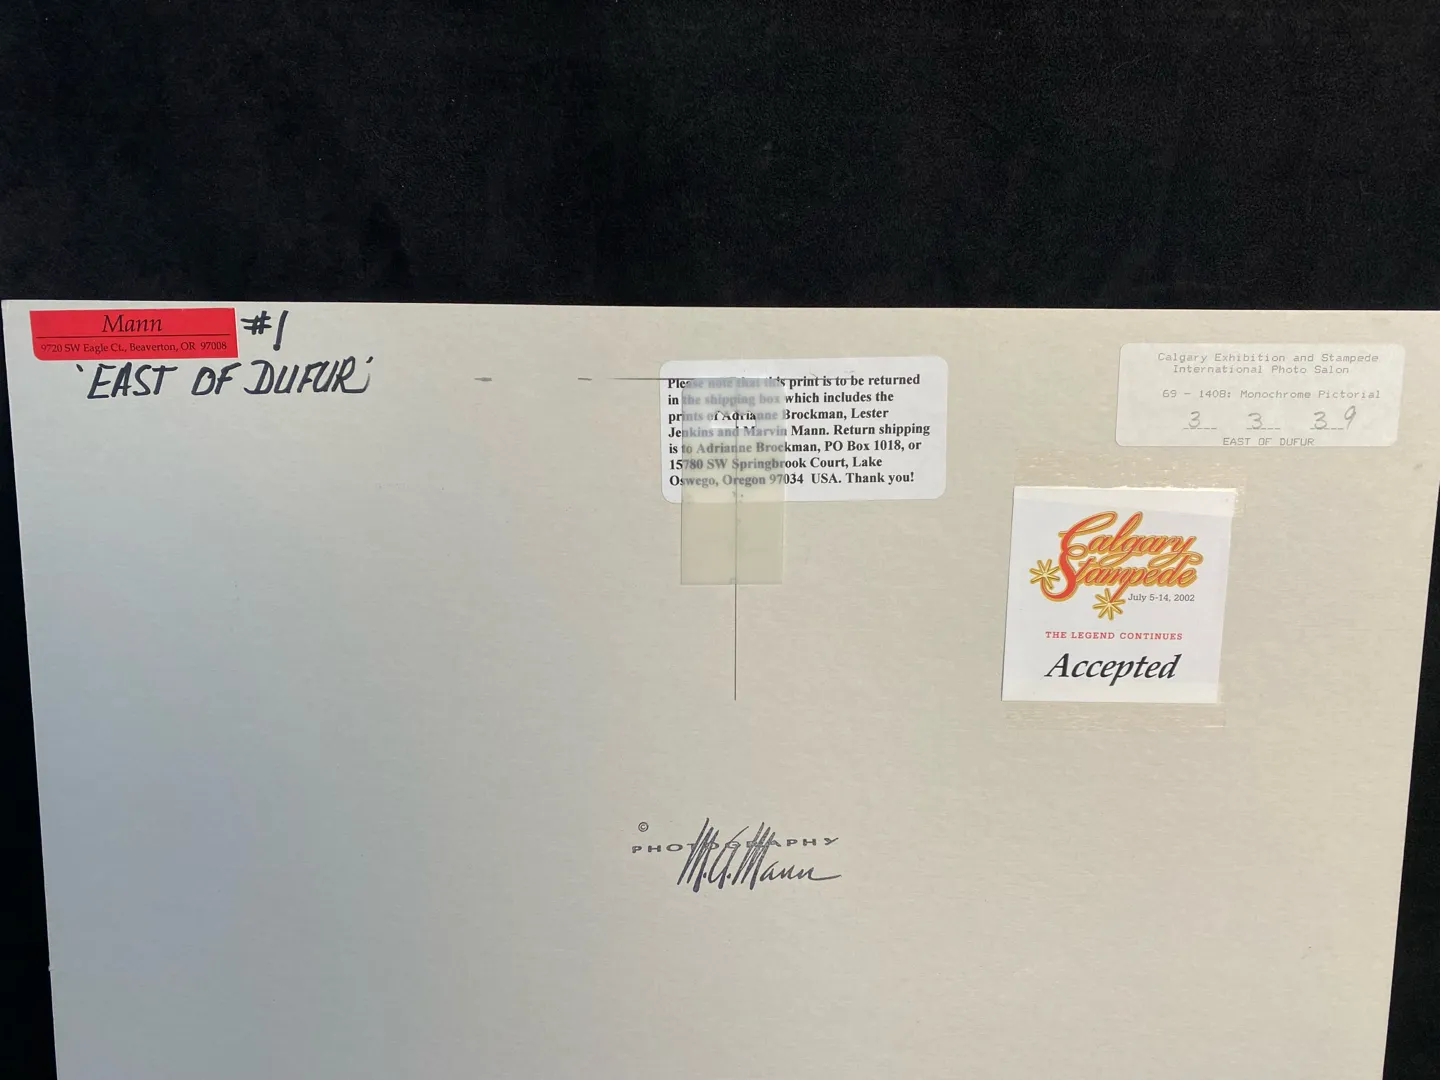 Mann
9720 SW Eagle Ct., Beaverton, OR 97008
#1
'EAST OF DUFUR'
Please note that this print is to be returned
in the shipping box which includes the
prints of Adrianne Brockman, Lester
Jenkins and Marvin Mann. Return shipping
is to Adrianne Brockman, PO Box 1018, or
15780 SW Springbrook Court, Lake
Oswego, Oregon 97034 USA. Thank you!
Calgary Exhibition and Stampede
International Photo Salon
69 - 1408: Monochrome Pictorial
3 3 39
EAST OF DUFUR
Calgary
Stampede
July 5-14, 2002
THE LEGEND CONTINUES
Accepted
©
PHOTOGRAPHY
M.G. Mann